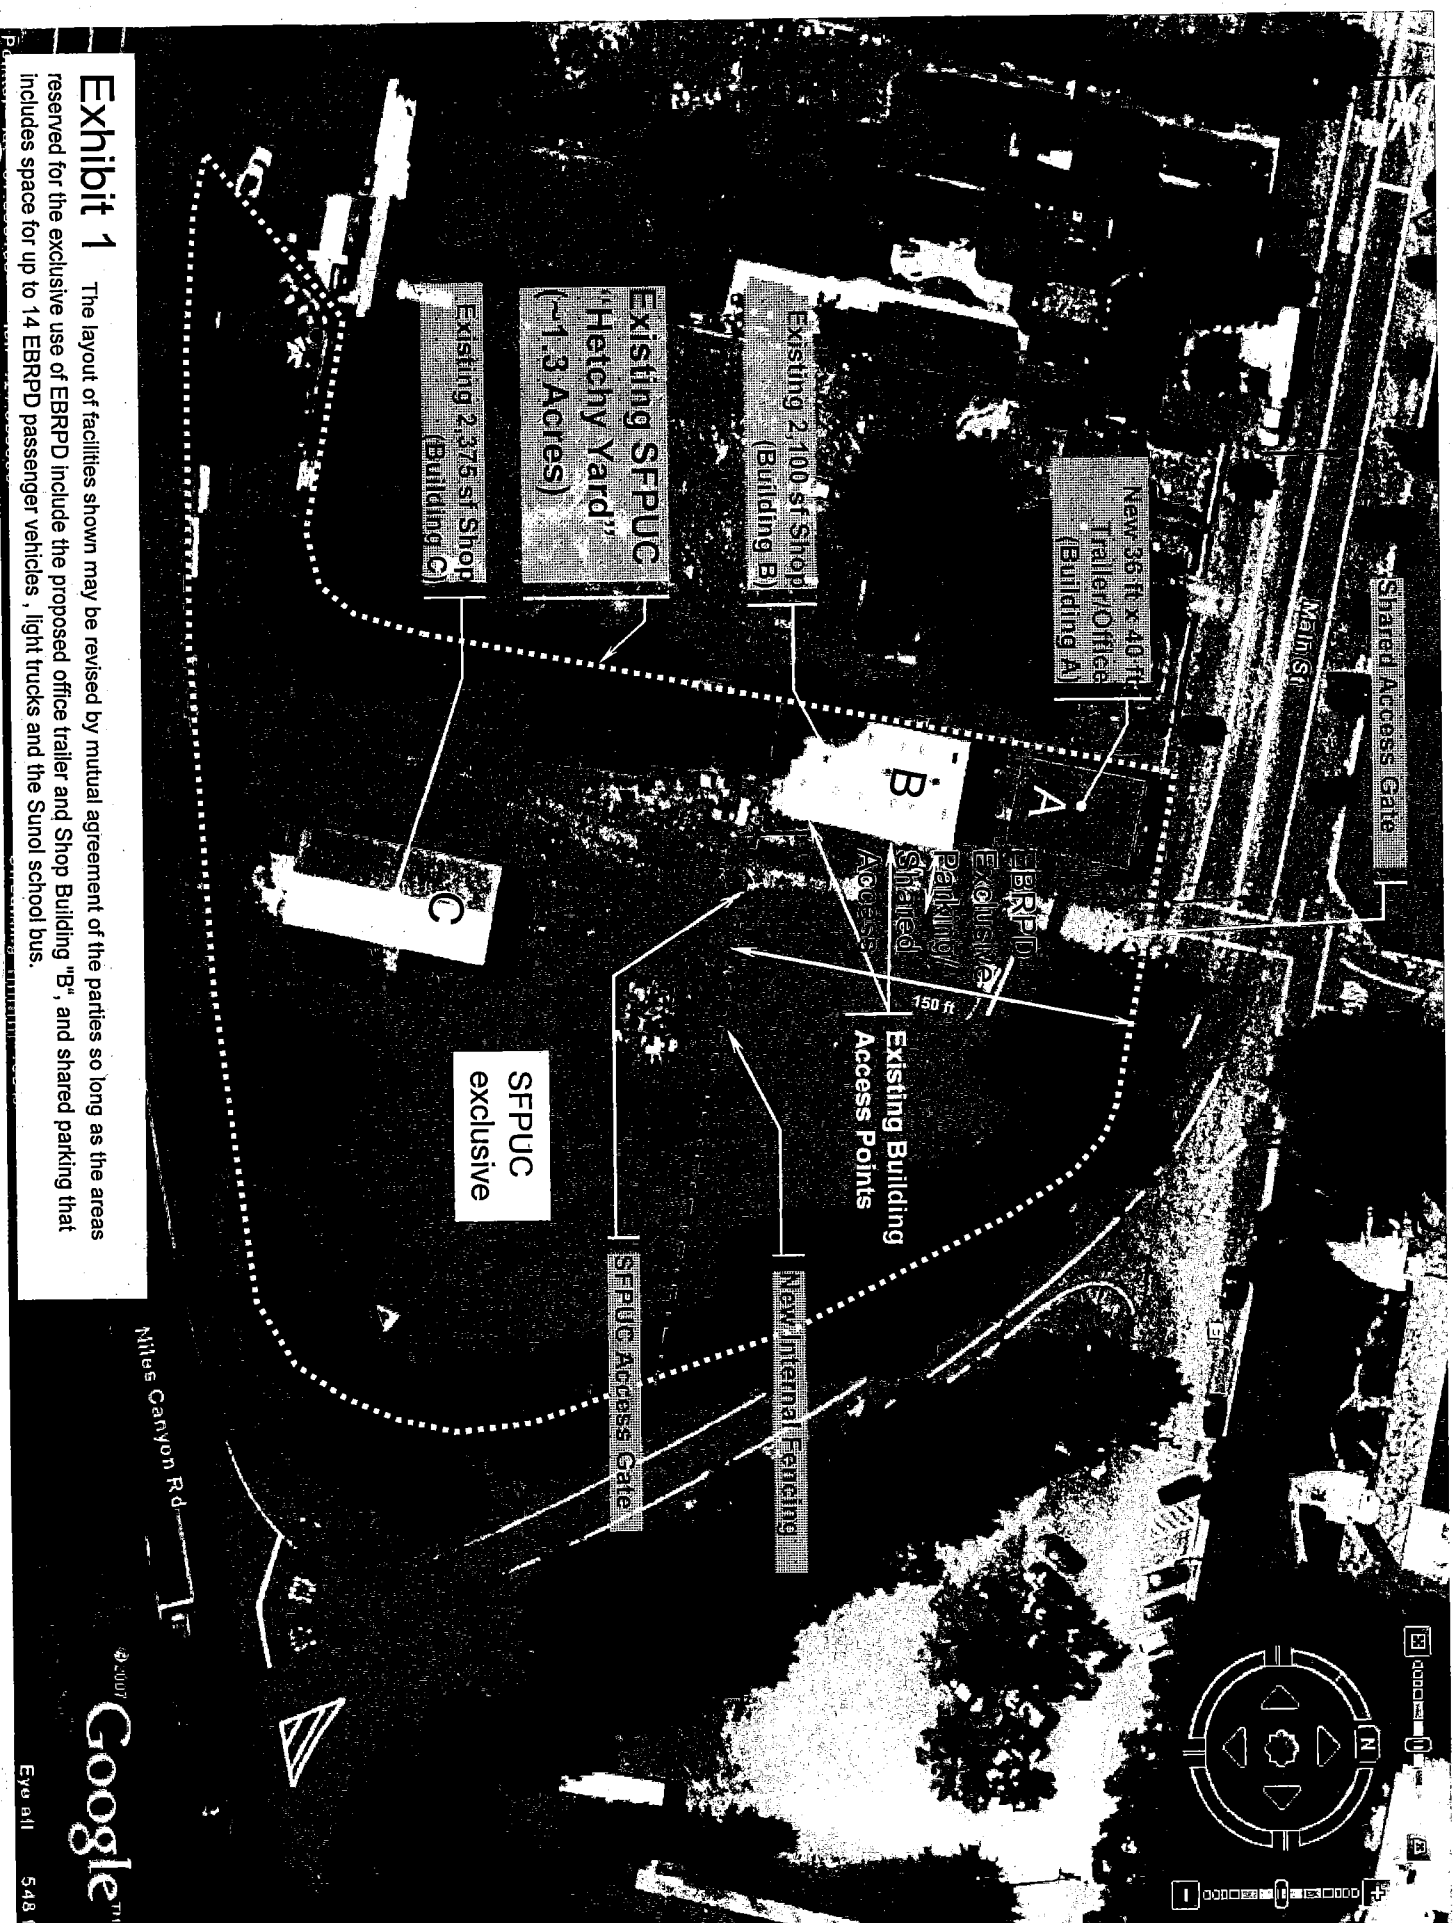 Shared Access Gate
Main St
New 36 ft x 40 ft
Trailer/Office
(Building A)
Existing 2,100 sf Shop
(Building B)
Existing SFPUC
"Hetchy Yard"
(~1.3 Acres)
Existing 2,375 sf Shop
(Building C)
A
B
C
EBRPD
Exclusive
Parking/
Shared
Access
150 ft
Existing Building
Access Points
SFPUC
exclusive
New Internal Fencing
SFPUC Access Gate
N
Niles Canyon Rd
Exhibit 1 The layout of facilities shown may be revised by mutual agreement of the parties so long as the areas
reserved for the exclusive use of EBRPD include the proposed office trailer and Shop Building "B", and shared parking that
includes space for up to 14 EBRPD passenger vehicles , light trucks and the Sunol school bus.
©2007 Google™
Eye alt 548